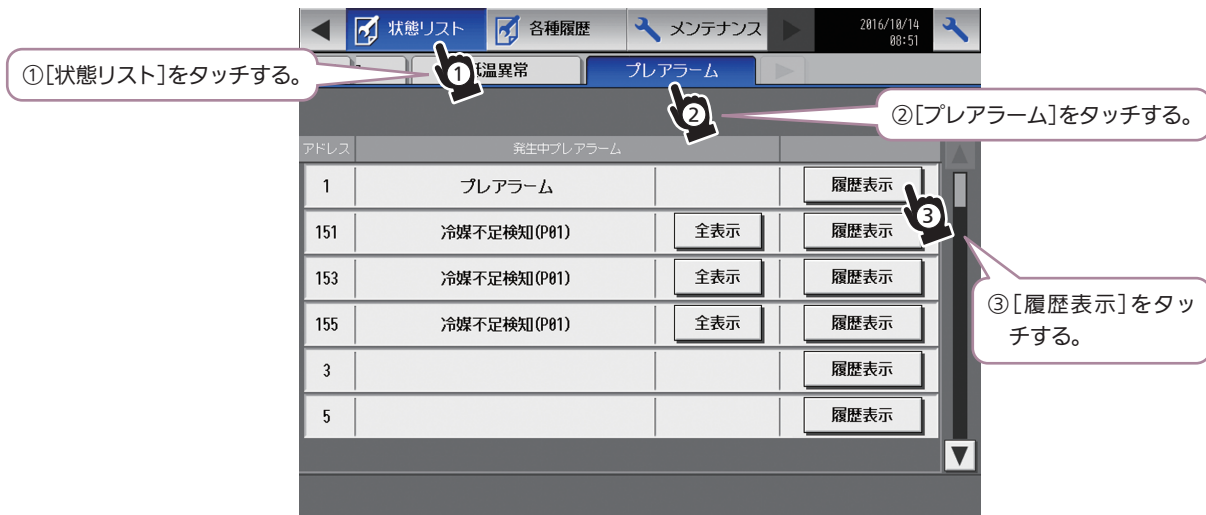 状態リスト 各種履歴 メンテナンス 2016/10/14
08:51
①[状態リスト]をタッチする。
1 温異常 プレアラーム
2 ②[プレアラーム]をタッチする。
アドレス 発生中プレアラーム
1 プレアラーム 履歴表示
3
151 冷媒不足検知(P01) 全表示 履歴表示
153 冷媒不足検知(P01) 全表示 履歴表示
③[履歴表示]をタッ
チする。
155 冷媒不足検知(P01) 全表示 履歴表示
3 履歴表示
5 履歴表示